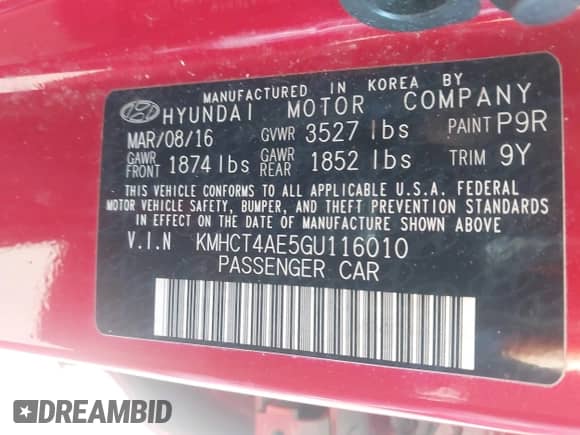 MANUFACTURED IN KOREA BY
HYUNDAI MOTOR COMPANY
MAR/08/16 GVWR 3527 lbs PAINT P9R
GAWR FRONT 1874 lbs GAWR REAR 1852 lbs TRIM 9Y
THIS VEHICLE CONFORMS TO ALL APPLICABLE U.S.A. FEDERAL
MOTOR VEHICLE SAFETY, BUMPER, AND THEFT PREVENTION STANDARDS
IN EFFECT ON THE DATE OF MANUFACTURE SHOWN ABOVE
V.I.N KMHCT4AE5GU116010
PASSENGER CAR
DREAMBID